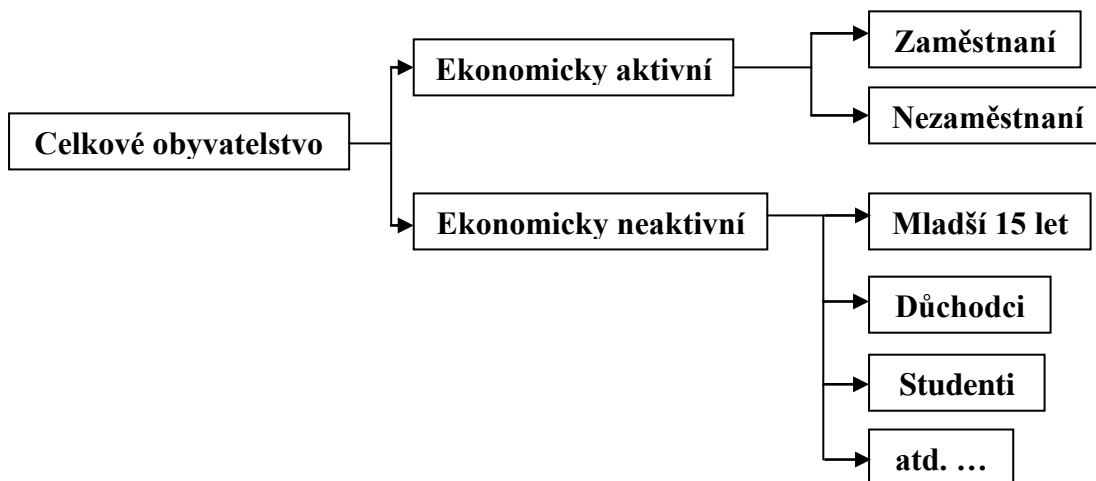 Zaměstnaní
Ekonomicky aktivní
Nezaměstnaní
Celkové obyvatelstvo
Ekonomicky neaktivní
Mladší 15 let
Důchodci
Studenti
atd. …